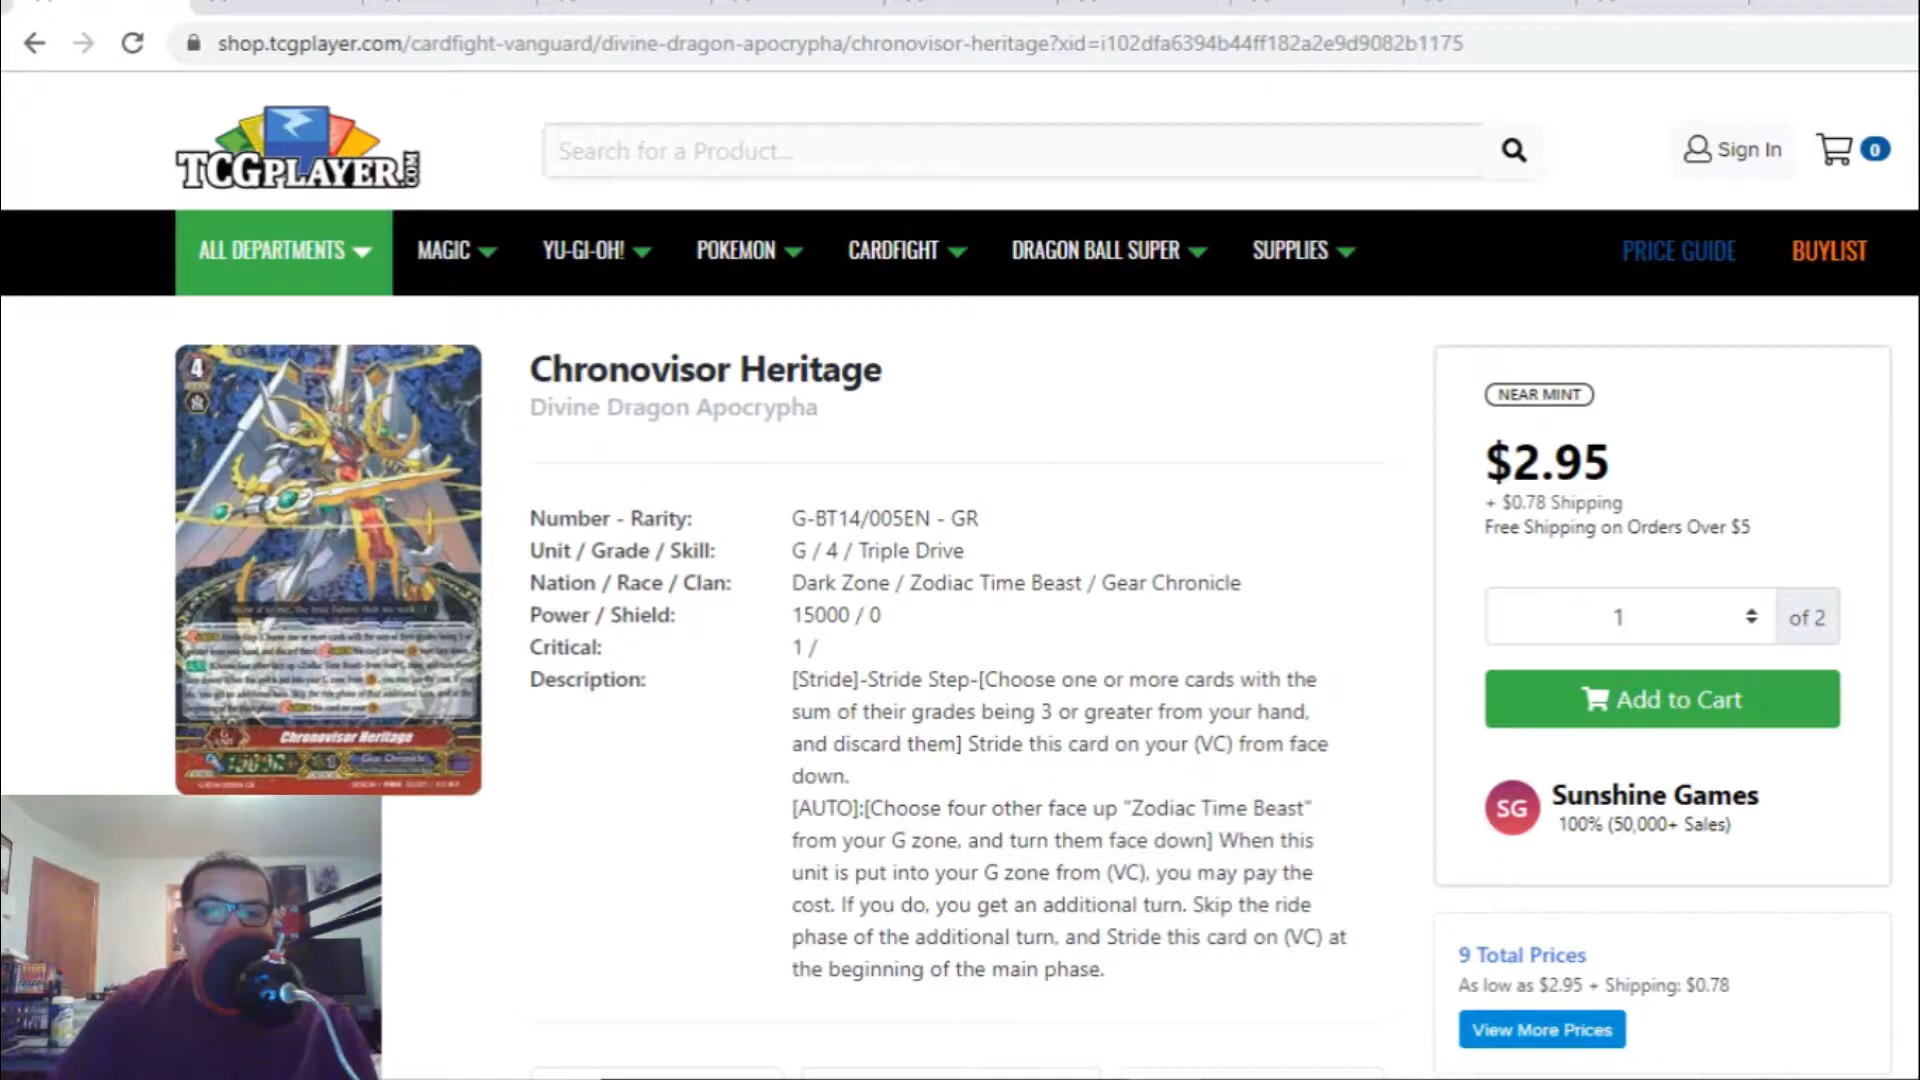 shop.tcgplayer.com/cardfight-vanguard/divine-dragon-apocrypha/chronovisor-heritage?xid=i102dfa6394b44ff182a2e9d9082b1175
TCGPLAYER.COM
Search for a Product...
Sign In
0
ALL DEPARTMENTS
MAGIC
YU-GI-OH!
POKEMON
CARDFIGHT
DRAGON BALL SUPER
SUPPLIES
PRICE GUIDE
BUYLIST
4
Chronovisor Heritage
Gear Chronicle
Chronovisor Heritage
Divine Dragon Apocrypha
Number - Rarity: G-BT14/005EN - GR
Unit / Grade / Skill: G / 4 / Triple Drive
Nation / Race / Clan: Dark Zone / Zodiac Time Beast / Gear Chronicle
Power / Shield: 15000 / 0
Critical: 1 /
Description: [Stride]-Stride Step-[Choose one or more cards with the
sum of their grades being 3 or greater from your hand,
and discard them] Stride this card on your (VC) from face
down.
[AUTO]:[Choose four other face up "Zodiac Time Beast"
from your G zone, and turn them face down] When this
unit is put into your G zone from (VC), you may pay the
cost. If you do, you get an additional turn. Skip the ride
phase of the additional turn, and Stride this card on (VC) at
the beginning of the main phase.
NEAR MINT
$2.95
+ $0.78 Shipping
Free Shipping on Orders Over $5
1
of 2
Add to Cart
SG
Sunshine Games
100% (50,000+ Sales)
9 Total Prices
As low as $2.95 + Shipping: $0.78
View More Prices